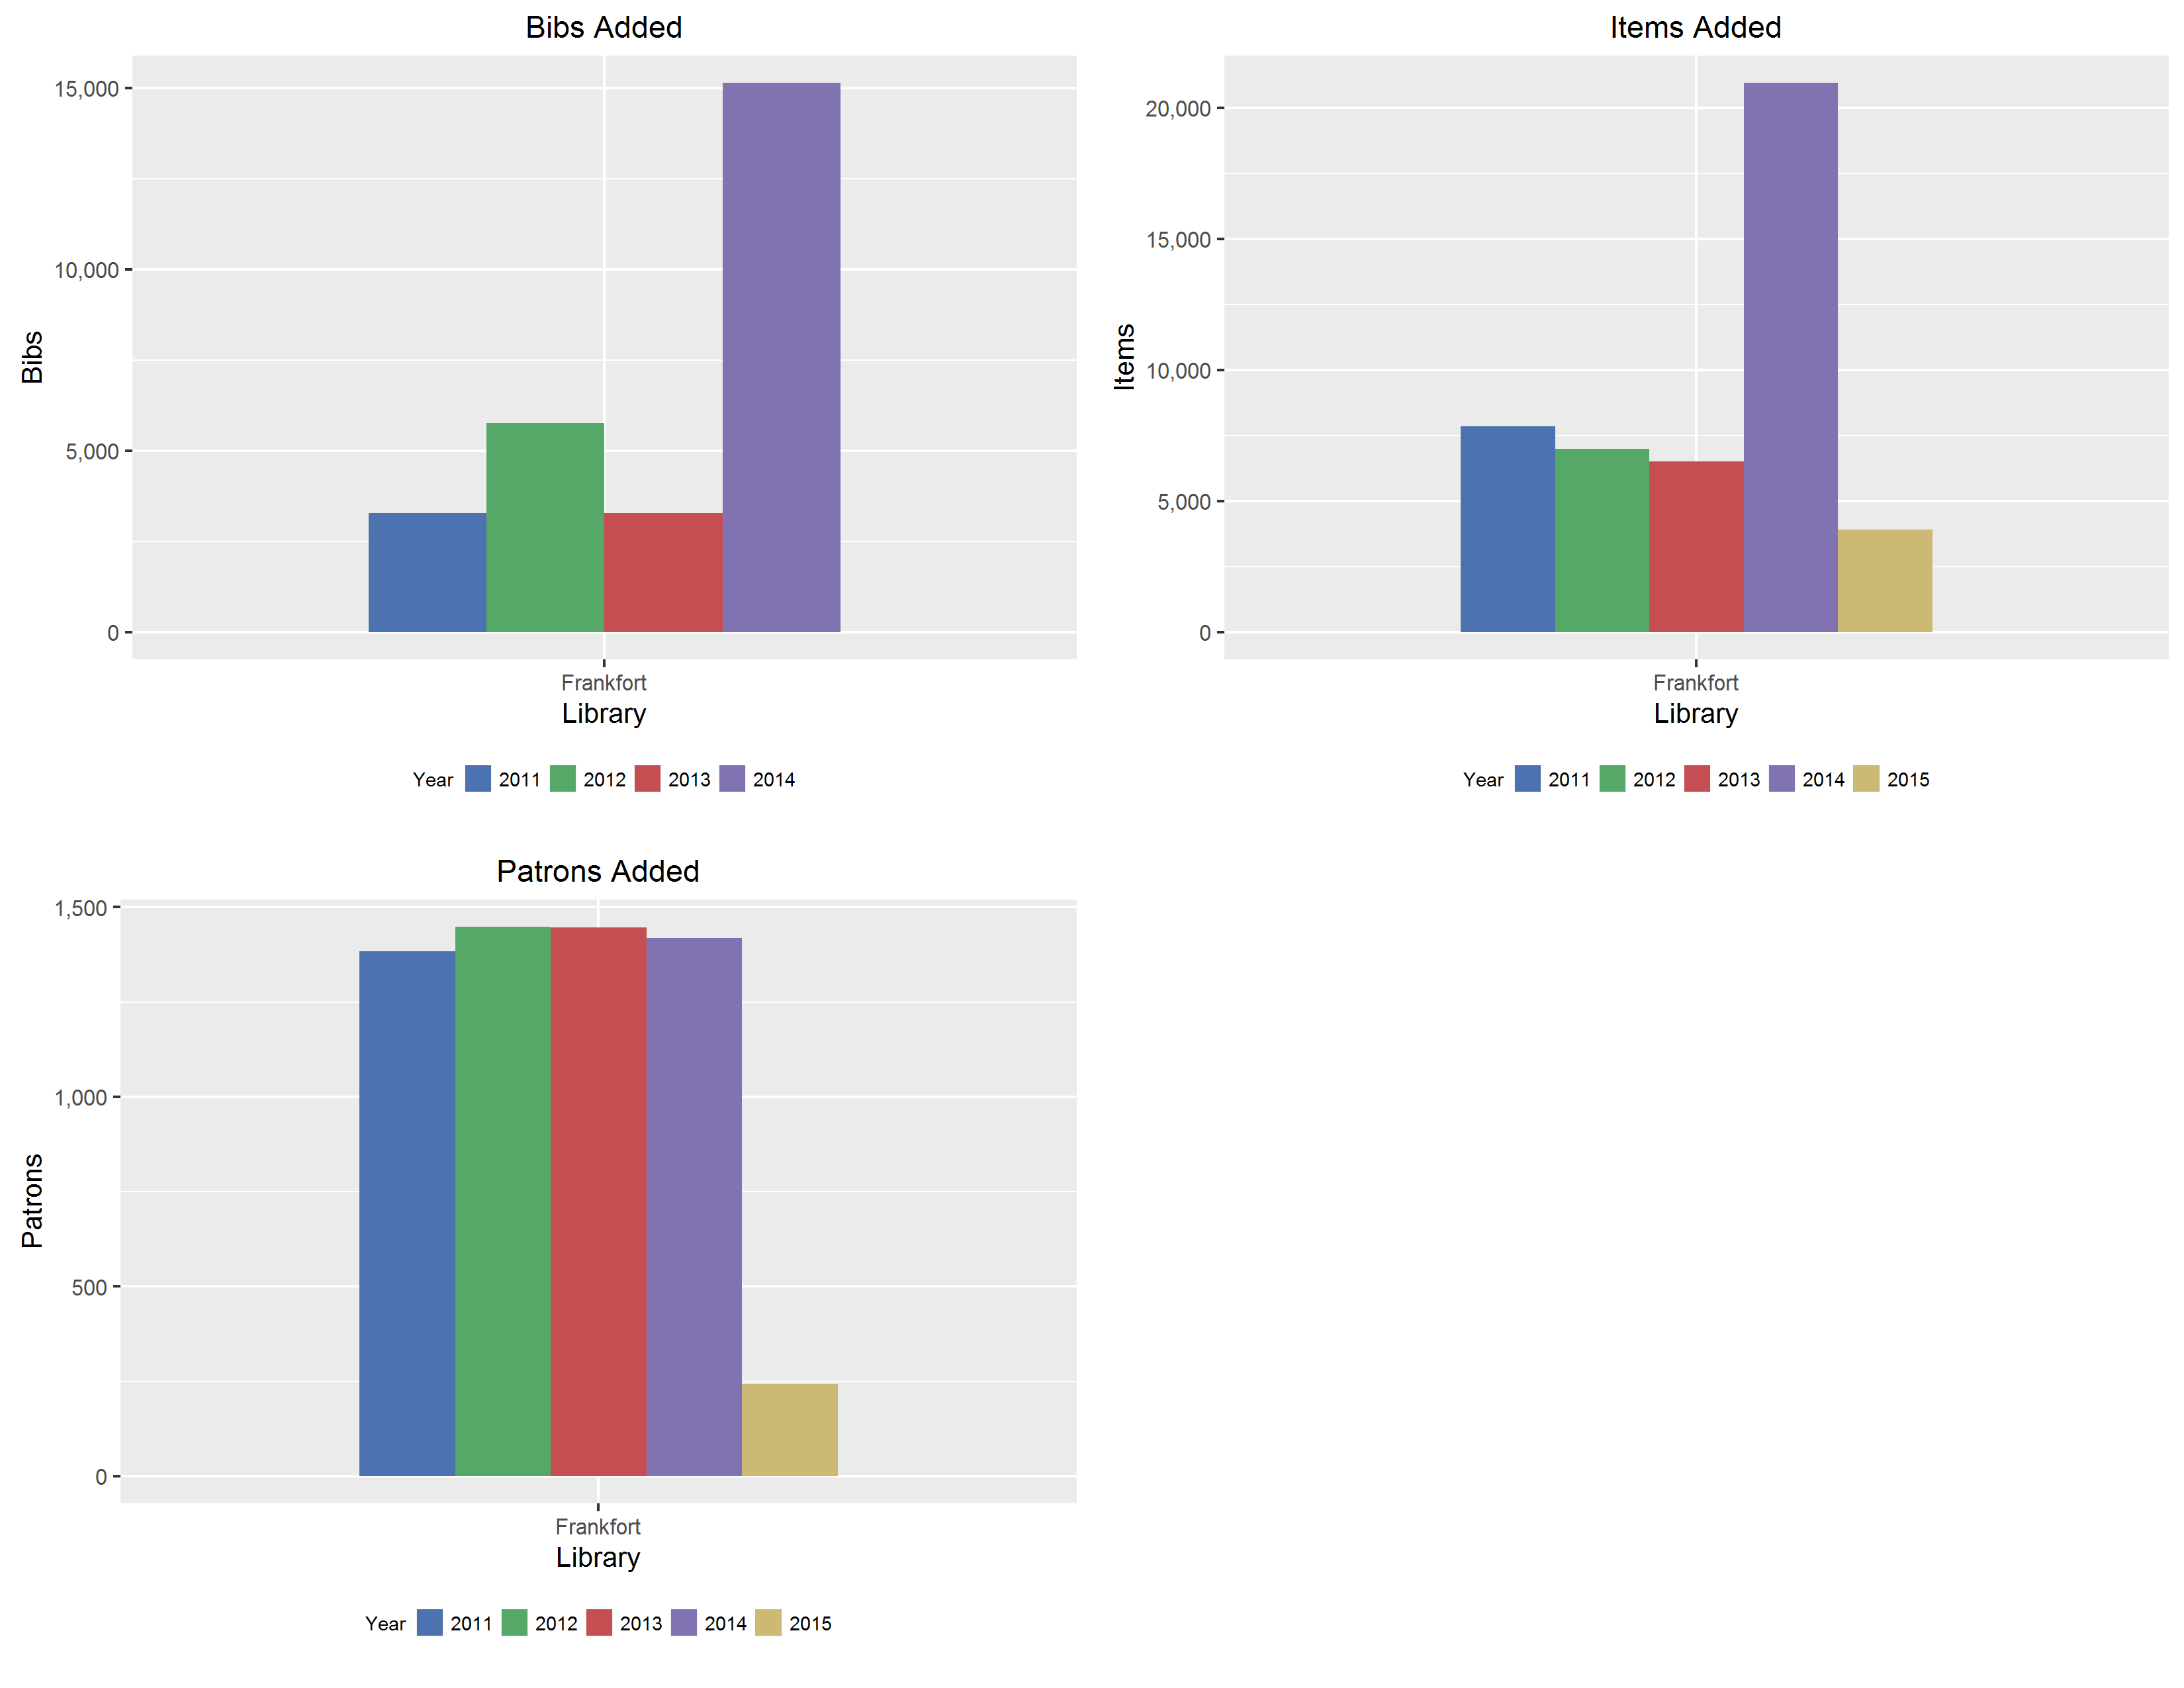 Bibs Added
15,000
10,000
5,000
0
Bibs
Frankfort
Library
Year 2011 2012 2013 2014
Items Added
20,000
15,000
10,000
5,000
0
Items
Frankfort
Library
Year 2011 2012 2013 2014 2015
Patrons Added
1,500
1,000
500
0
Patrons
Frankfort
Library
Year 2011 2012 2013 2014 2015